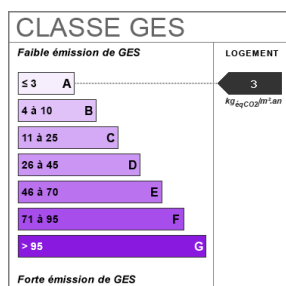 CLASSE GES
Faible émission de GES
LOGEMENT
≤ 3 A
3
kgéqCO2/m².an
4 à 10 B
11 à 25 C
26 à 45 D
46 à 70 E
71 à 95 F
> 95 G
Forte émission de GES